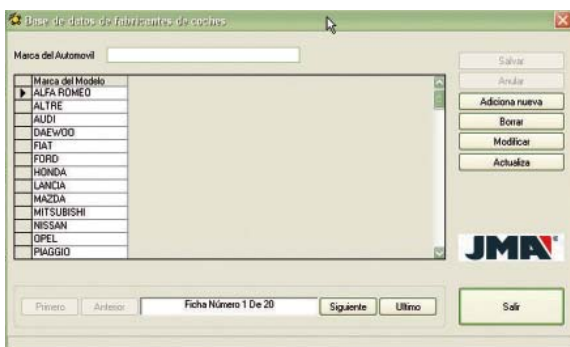 Base de datos de fabricantes de coches
Marca del Automovil
Salvar
Anular
Adiciona nueva
Borrar
Modificar
Actualiza
Marca del Modelo
ALFA ROMEO
ALTRE
AUDI
DAEWOO
FIAT
FORD
HONDA
LANCIA
MAZDA
MITSUBISHI
NISSAN
OPEL
PIAGGIO
JMA
Primero
Anterior
Ficha Número 1 De 20
Siguiente
Ultimo
Salir